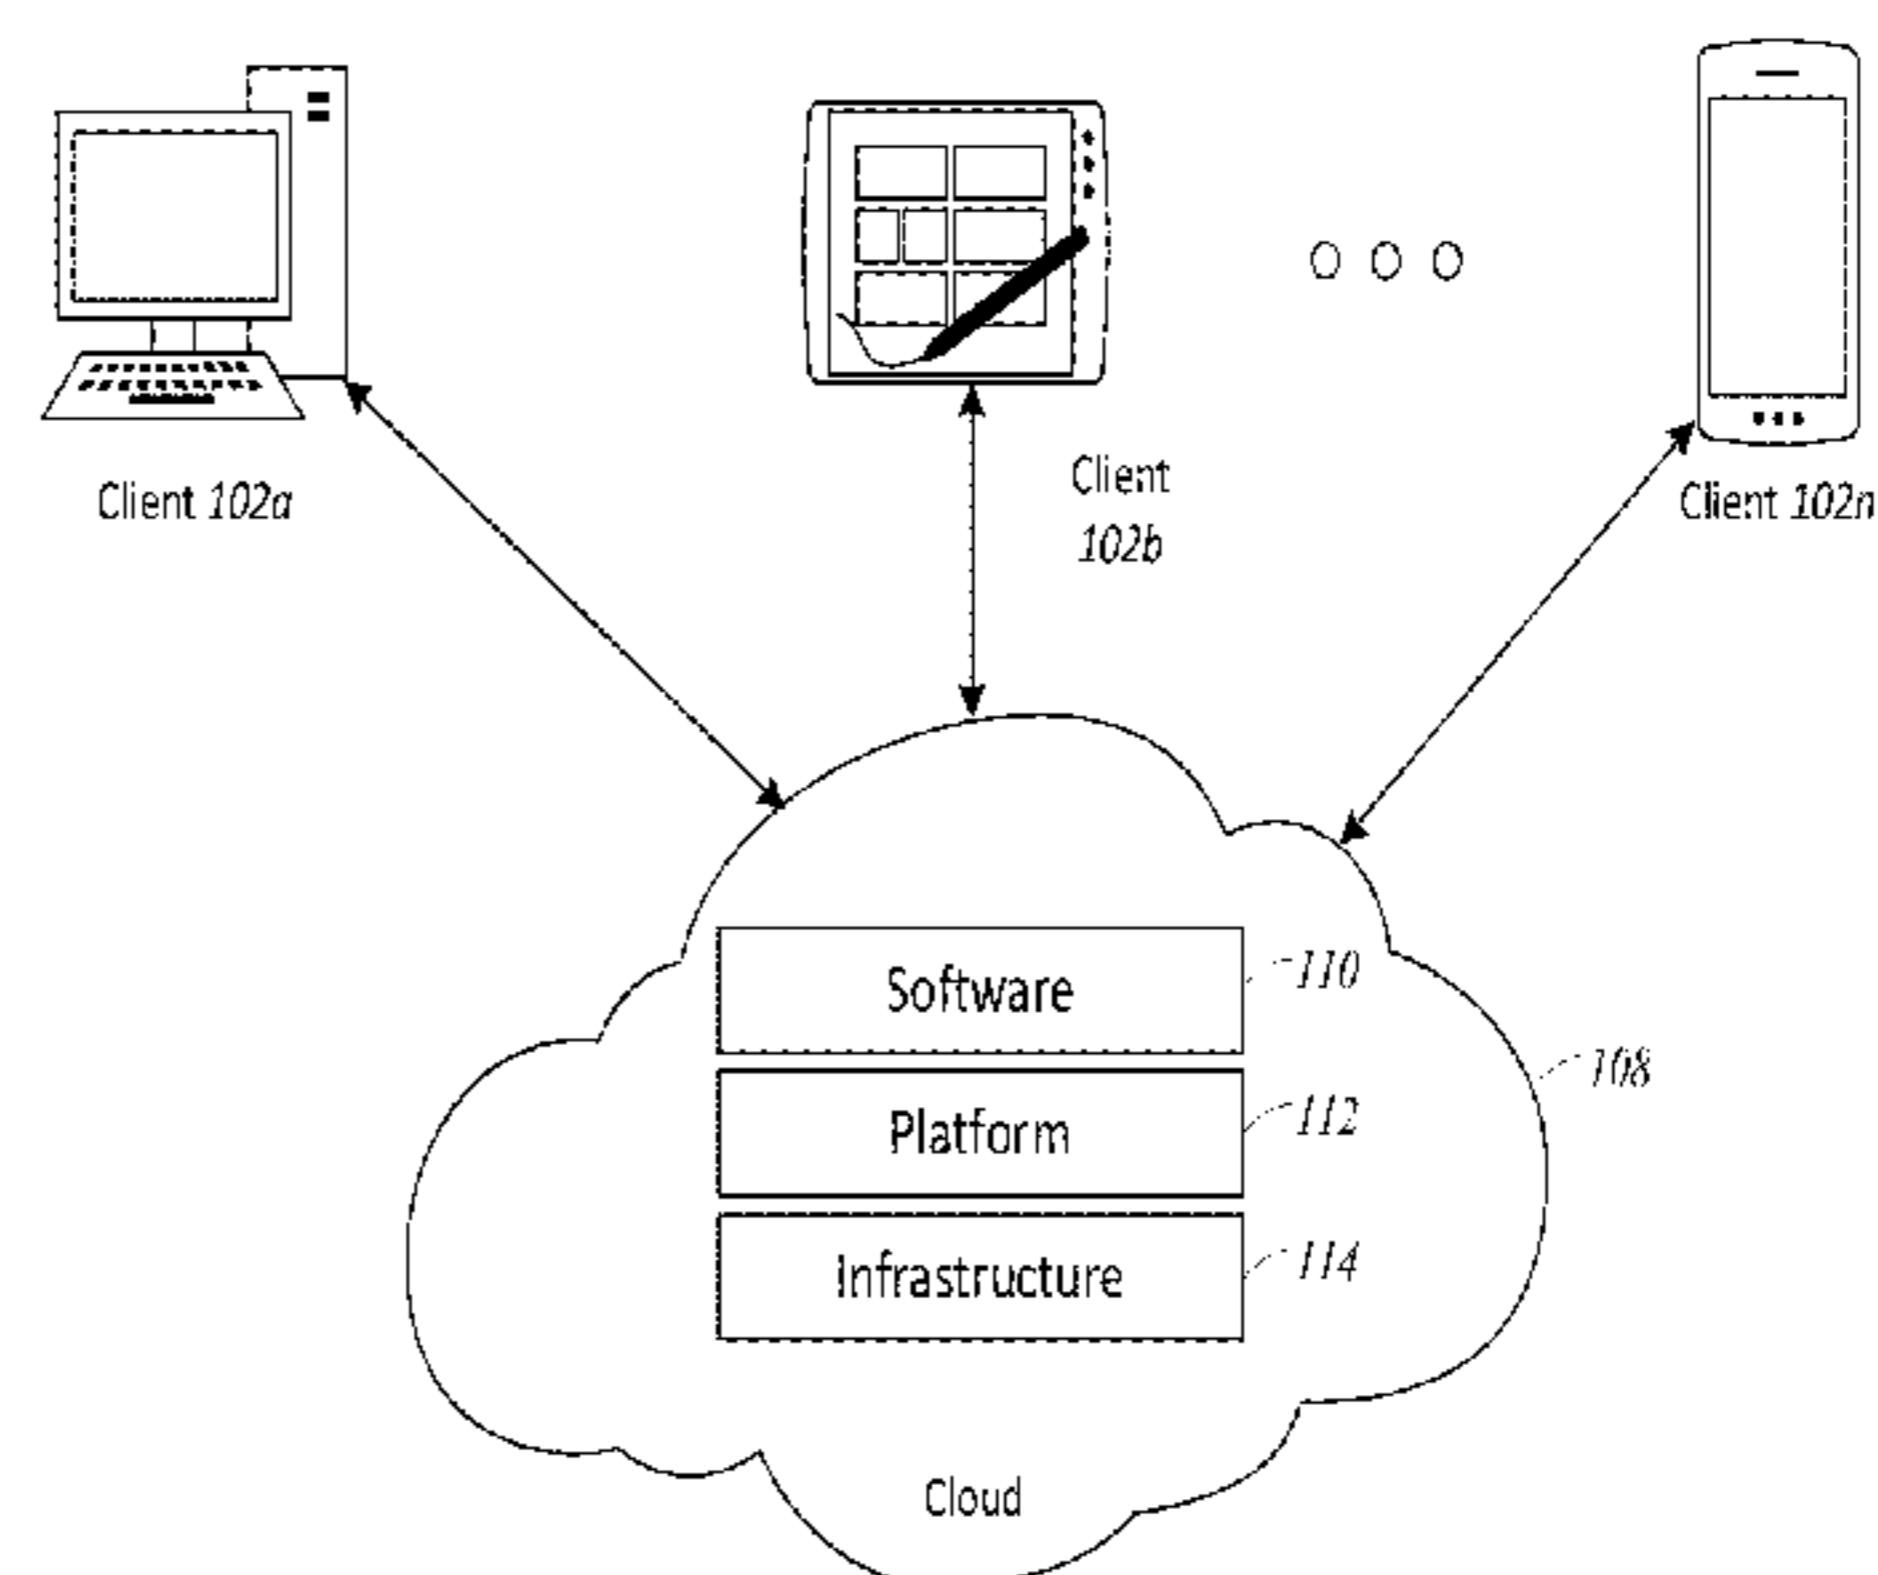 Client 102a
Client
102b
Client 102n
Software
110
108
Platform
112
Infrastructure
114
Cloud